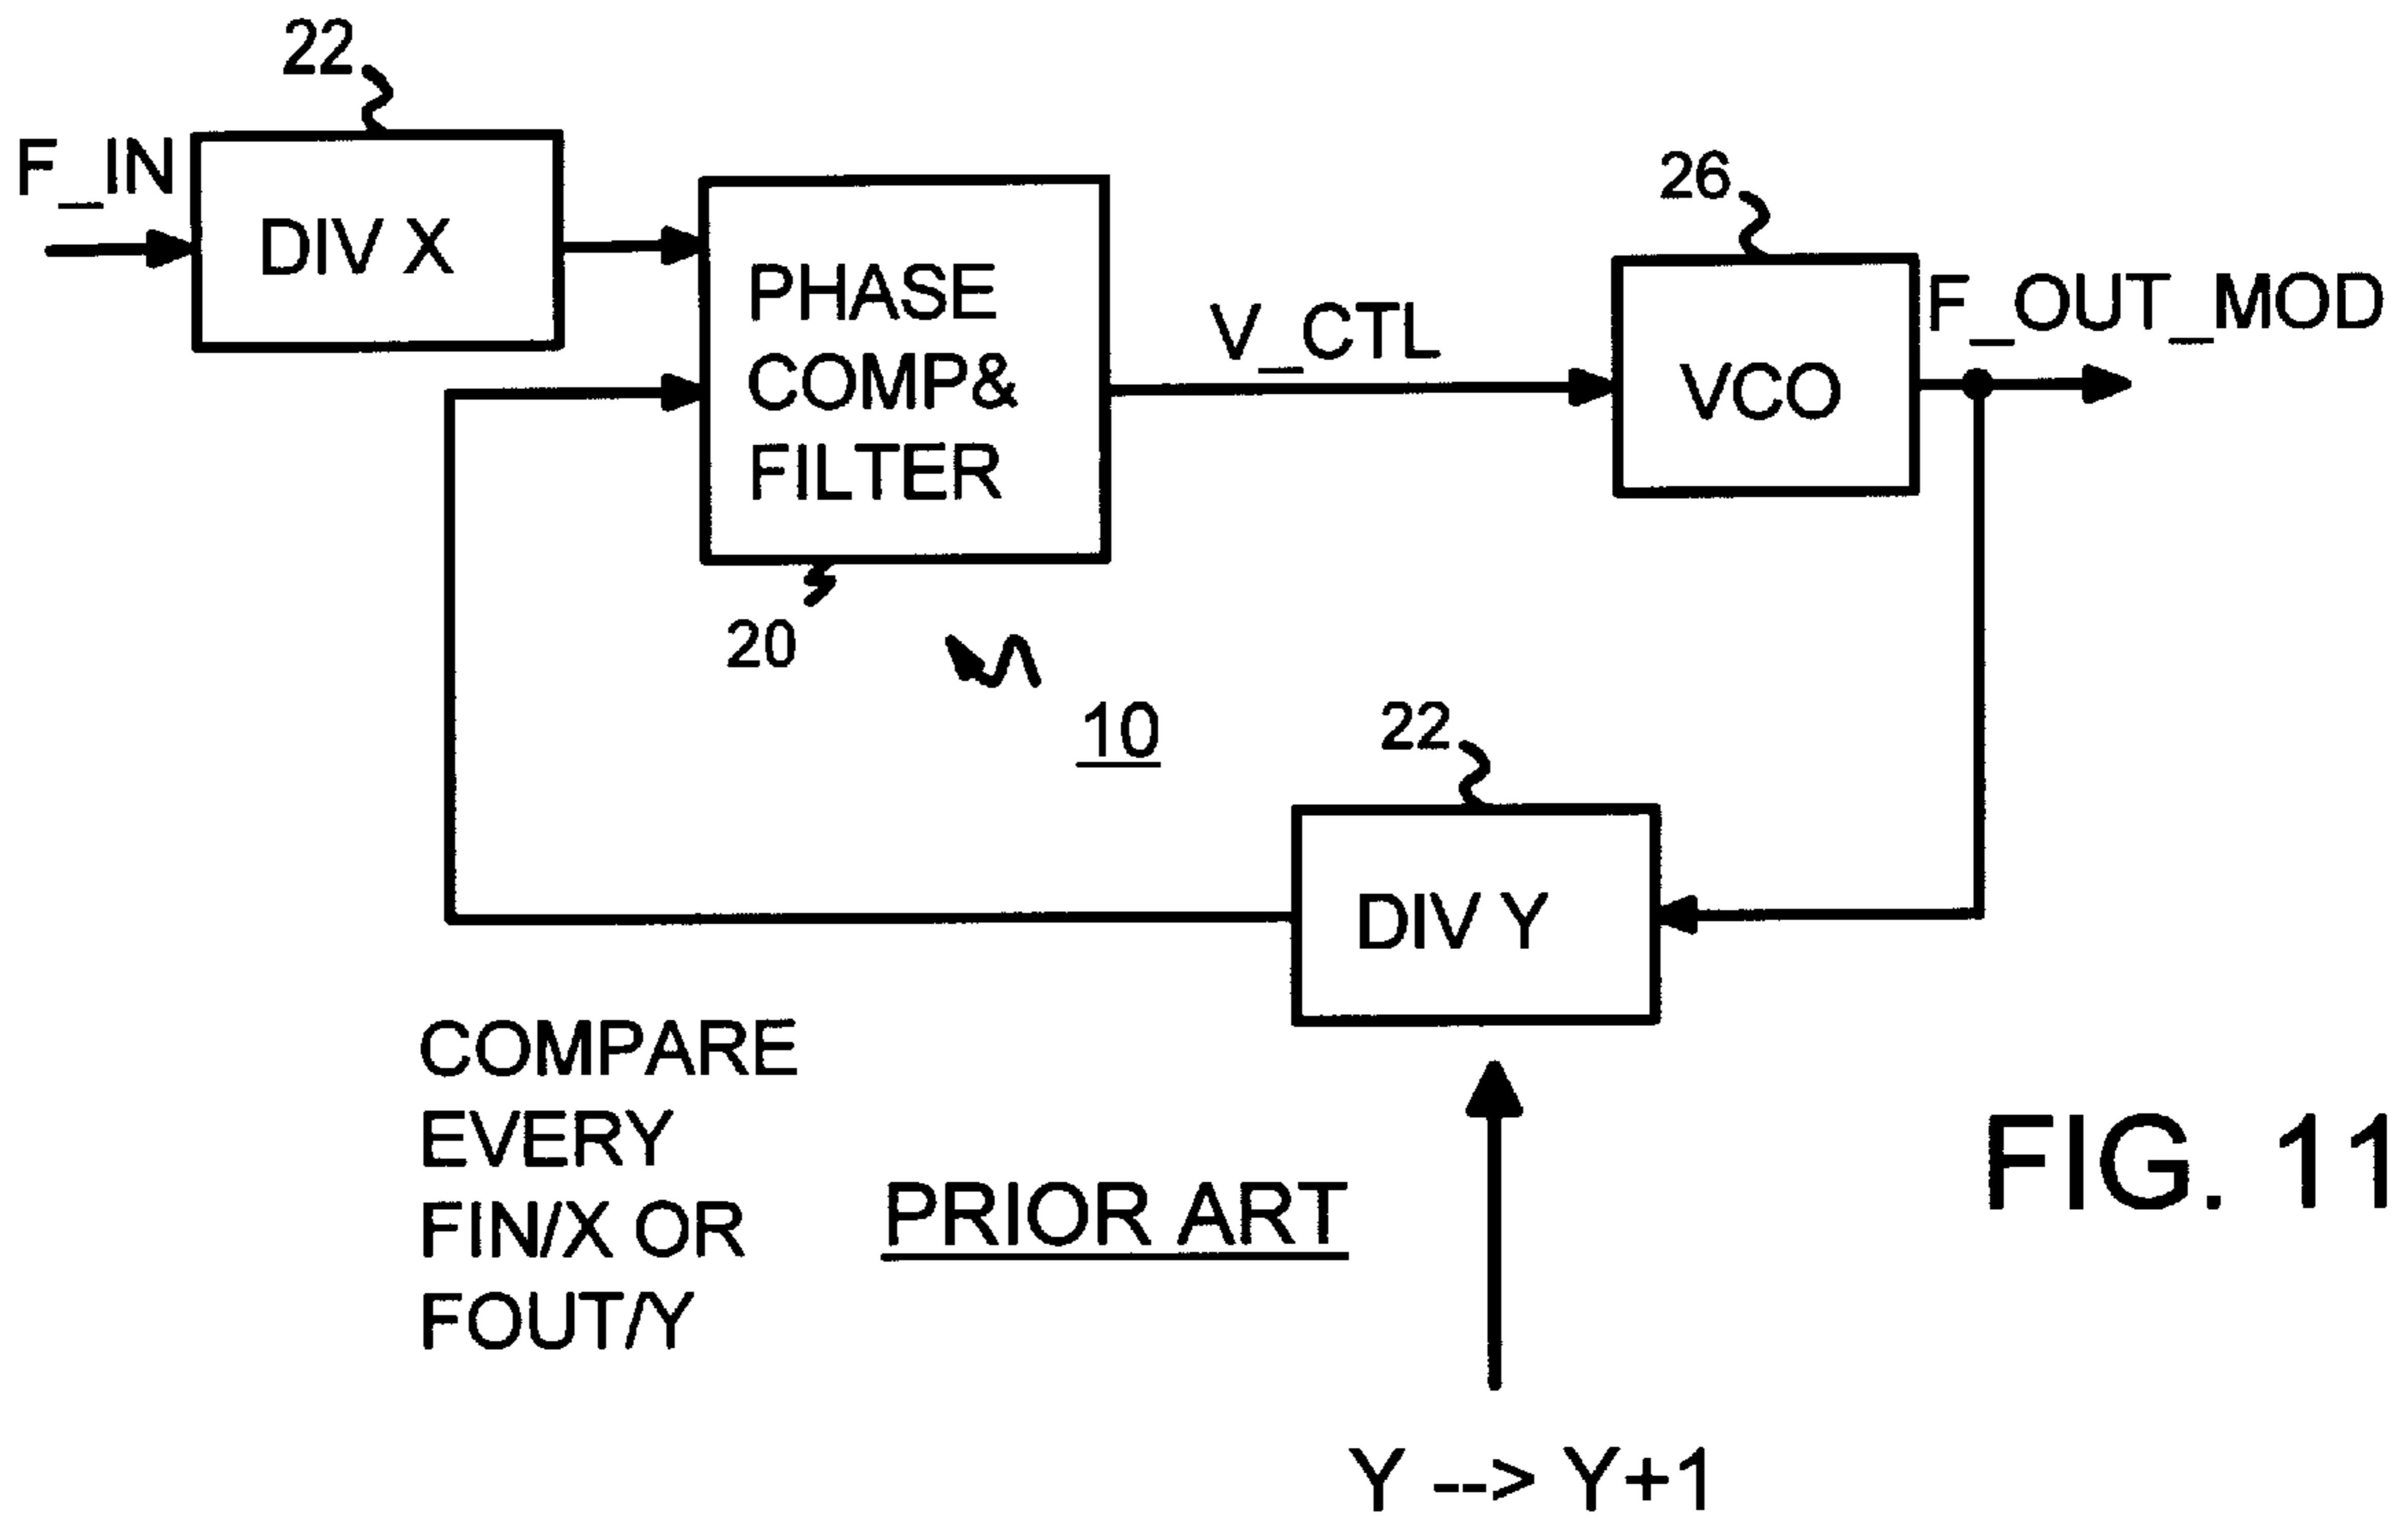 22
F_IN
DIV X
PHASE
COMP&
FILTER
20
V_CTL
26
VCO
F_OUT_MOD
10
22
DIV Y
COMPARE
EVERY
FIN/X OR
FOUT/Y
PRIOR ART
Y --> Y+1
FIG. 11